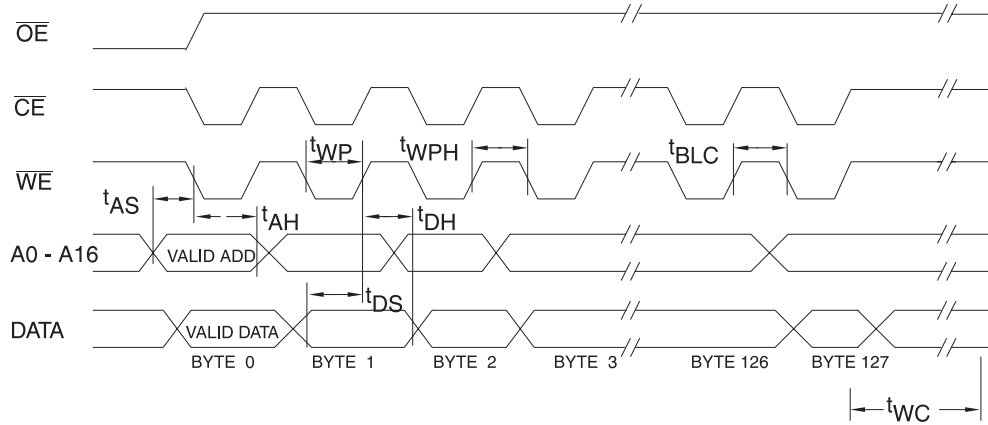 OE
CE
tWP tWPH tBLC
WE
tAS tAH tDH
A0 - A16 VALID ADD
tDS
DATA VALID DATA
BYTE 0 BYTE 1 BYTE 2 BYTE 3 BYTE 126 BYTE 127
tWC